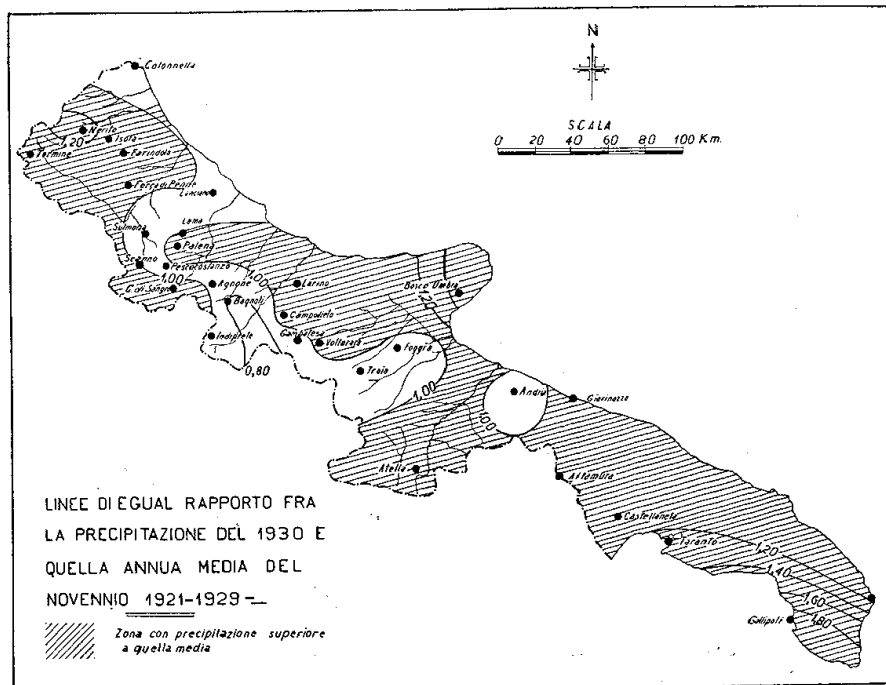 N
SCALA
0 20 40 60 80 100 Km.
Colonnella
Nerito
1,20
Isola
Termine
Farindola
Forca di Penne
Lanciano
Sulmona
Lama
Palena
Scanno
Pescocostanzo
1,00
C. di Sangro
Agnone
1,00
Larino
Bagnoli
1,20
Bosco Umbra
Campolieto
Gambatesa
Volturara
Indiprete
Foggia
0,80
Troia
1,00
1,00
Andria
Giovinazzo
Atella
Altamura
Castellaneta
Taranto
1,20
1,40
1,60
1,80
Gallipoli
LINEE DI EGUAL RAPPORTO FRA
LA PRECIPITAZIONE DEL 1930 E
QUELLA ANNUA MEDIA DEL
NOVENNIO 1921-1929-
Zona con precipitazione superiore
a quella media